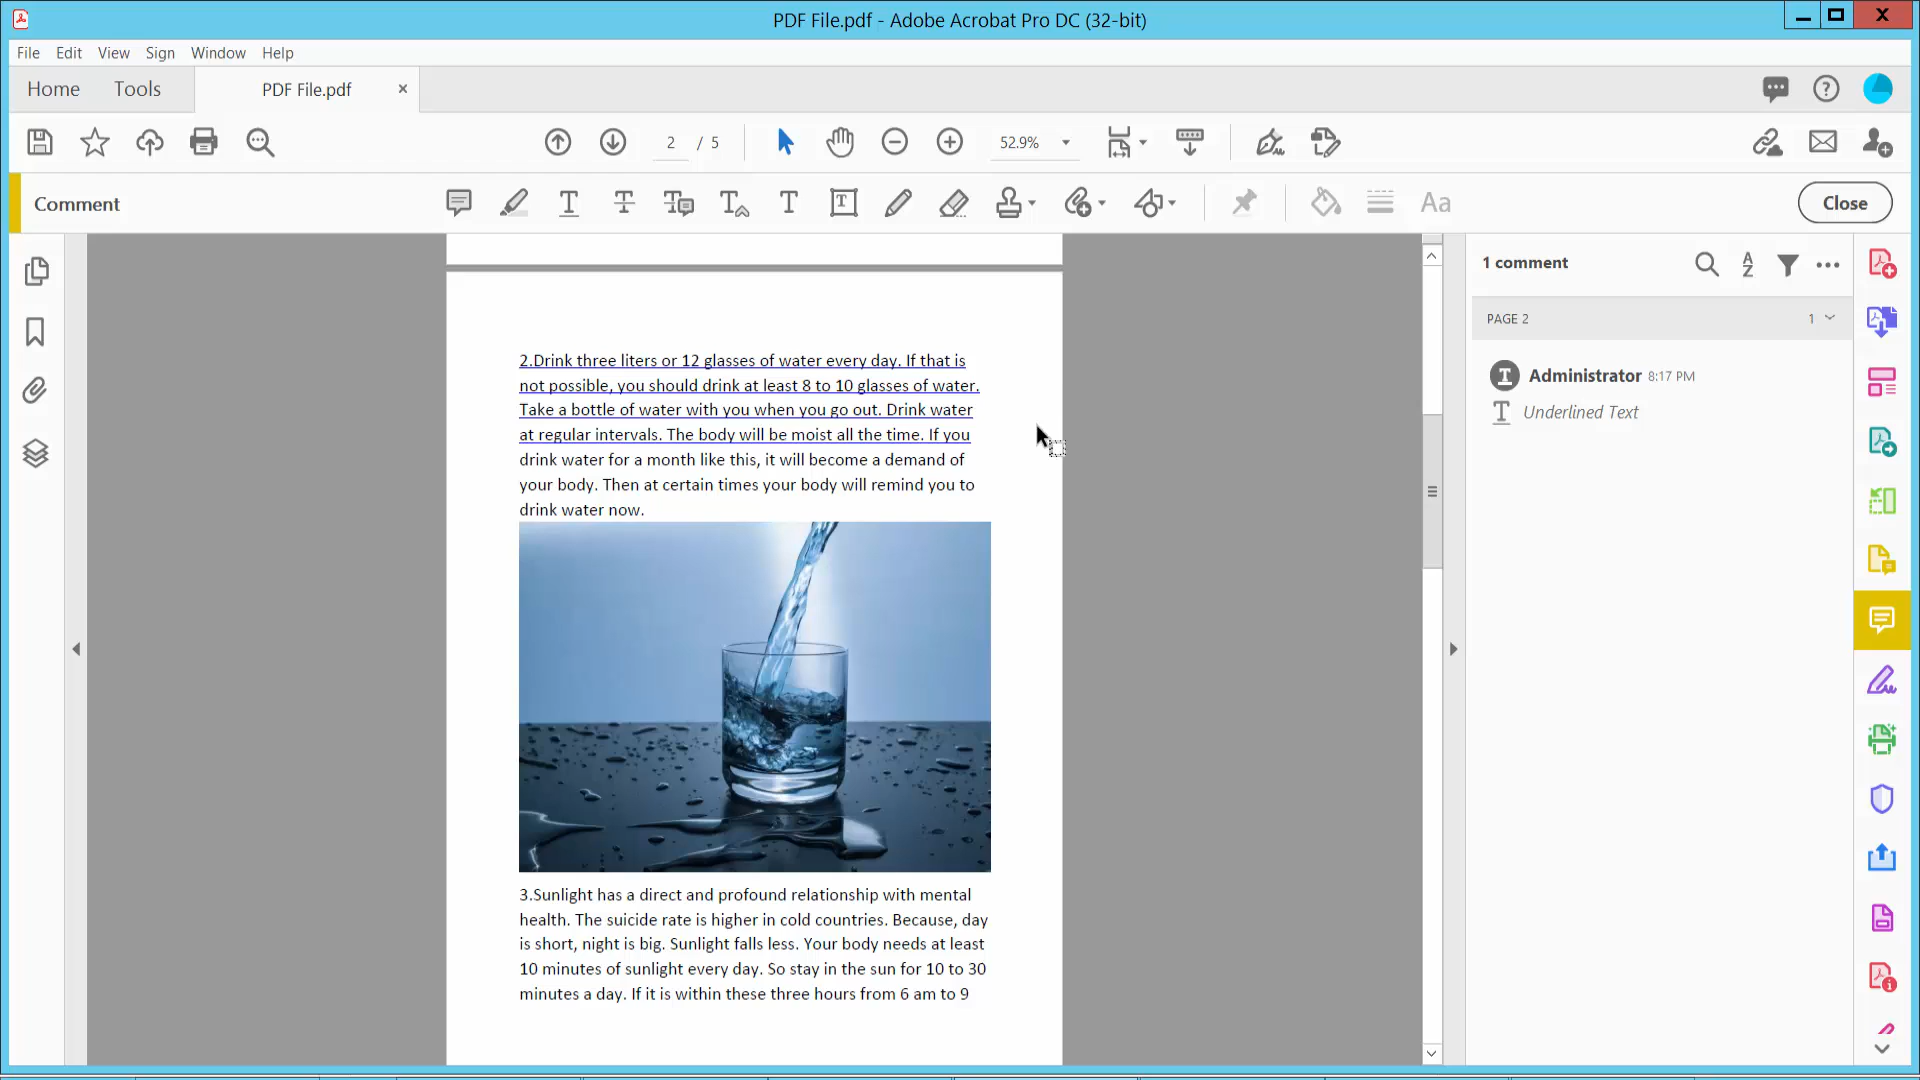 PDF File.pdf - Adobe Acrobat Pro DC (32-bit)
File Edit View Sign Window Help
Home Tools PDF File.pdf ×
2 / 5 52.9%
Comment
Aa
Close
1 comment
A
Z
PAGE 2 1
Administrator 8:17 PM
Underlined Text
2.Drink three liters or 12 glasses of water every day. If that is
not possible, you should drink at least 8 to 10 glasses of water.
Take a bottle of water with you when you go out. Drink water
at regular intervals. The body will be moist all the time. If you
drink water for a month like this, it will become a demand of
your body. Then at certain times your body will remind you to
drink water now.
3.Sunlight has a direct and profound relationship with mental
health. The suicide rate is higher in cold countries. Because, day
is short, night is big. Sunlight falls less. Your body needs at least
10 minutes of sunlight every day. So stay in the sun for 10 to 30
minutes a day. If it is within these three hours from 6 am to 9